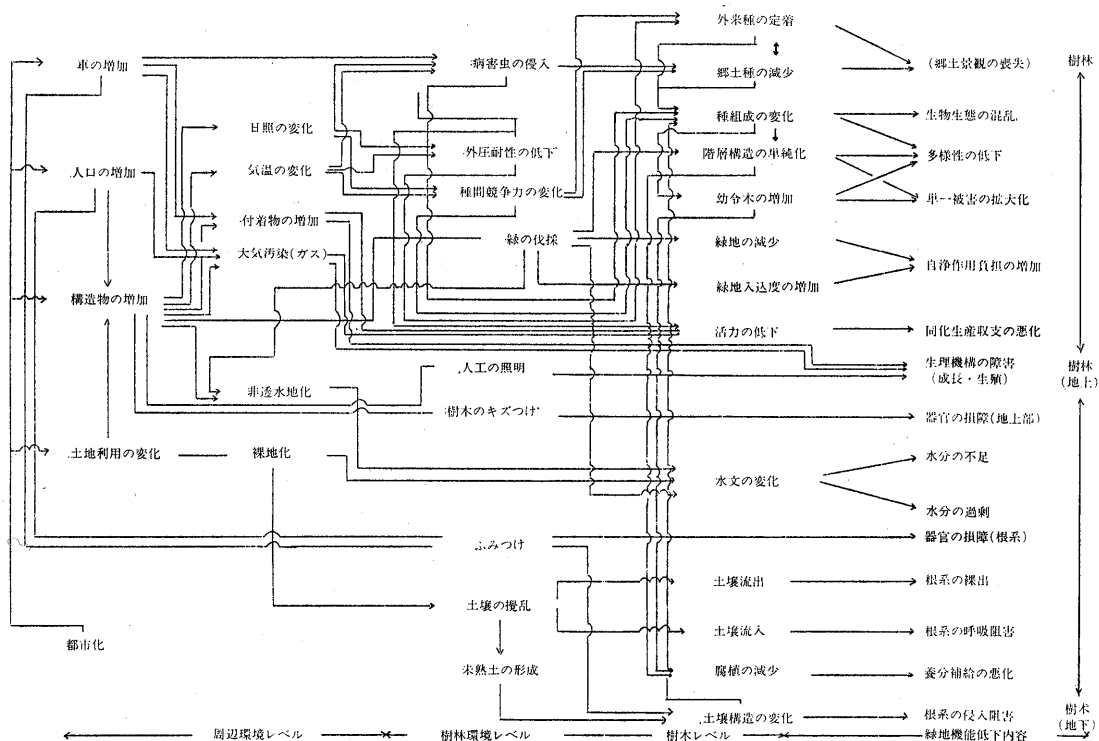 外来種の定着
車の増加
病害虫の侵入
郷土種の減少
(郷土景観の喪失)
樹林
日照の変化
種組成の変化
生物生態の混乱
外圧耐性の低下
階層構造の単純化
多様性の低下
人口の増加
気温の変化
種間競争力の変化
幼令木の増加
単一被害の拡大化
付着物の増加
緑の伐採
緑地の減少
大気汚染(ガス)
自浄作用負担の増加
構造物の増加
緑地入込度の増加
活力の低下
同化生産収支の悪化
人工の照明
生理機構の障害
(成長・生殖)
樹林
(地上)
非透水地化
樹木のキズつけ
器官の損障(地上部)
土地利用の変化
裸地化
水文の変化
水分の不足
水分の過剰
ふみつけ
器官の損障(根系)
土壌流出
根系の裸出
土壌の攪乱
都市化
土壌流入
根系の呼吸阻害
未熟土の形成
腐植の減少
養分補給の悪化
土壌構造の変化
根系の侵入阻害
樹木
(地下)
周辺環境レベル
樹林環境レベル
樹木レベル
緑地機能低下内容